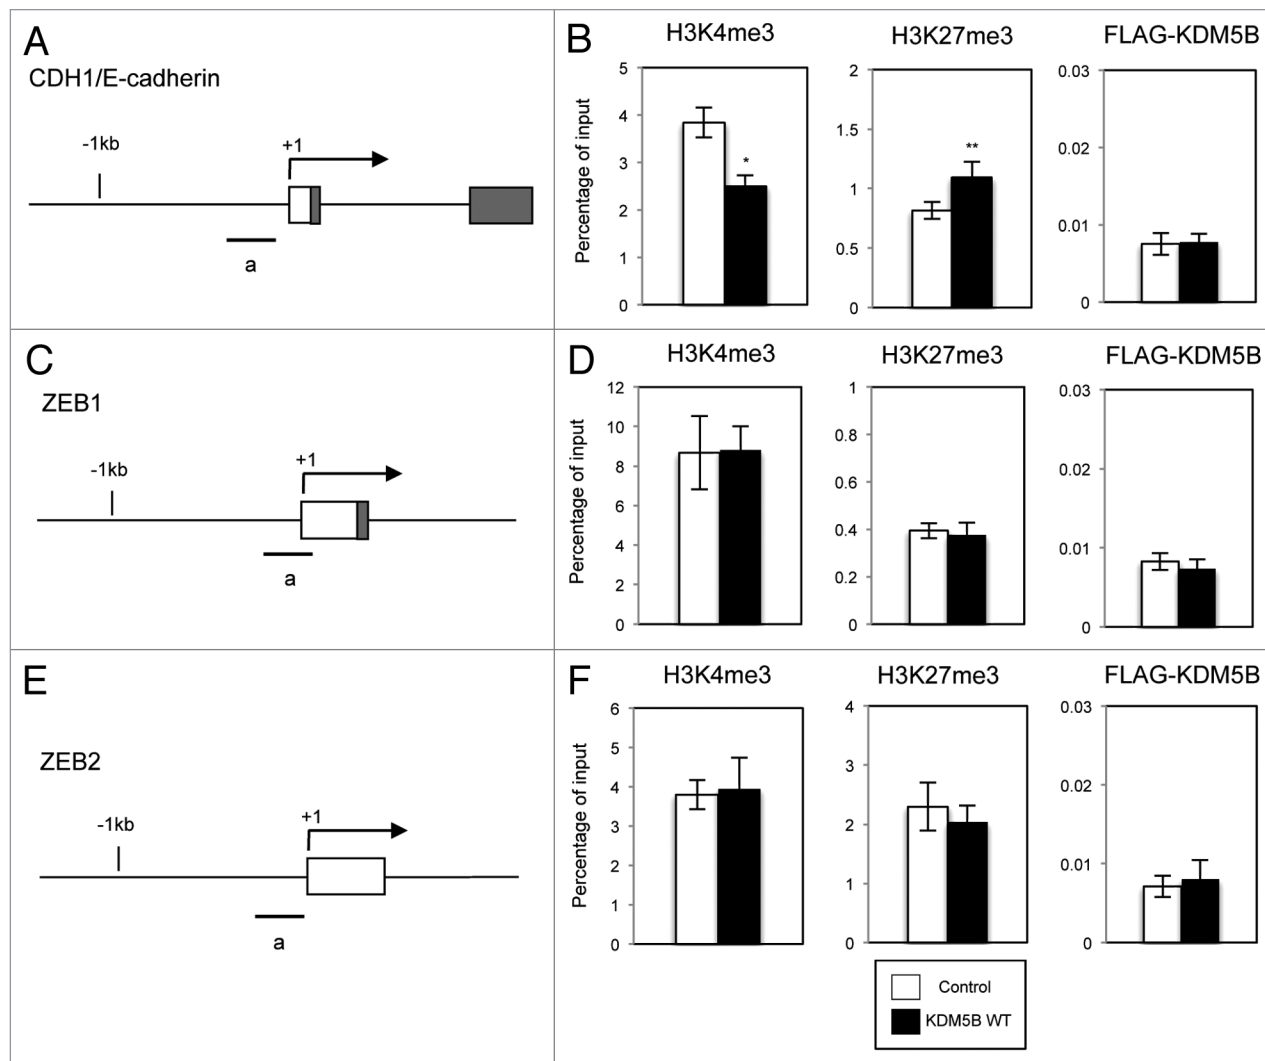 A
CDH1/E-cadherin
-1kb
+1
a
B
H3K4me3
H3K27me3
FLAG-KDM5B
Percentage of input
5
4
3
2
1
0
*
2
1.5
1
0.5
0
**
0.03
0.02
0.01
0
C
ZEB1
-1kb
+1
a
D
H3K4me3
H3K27me3
FLAG-KDM5B
Percentage of input
12
10
8
6
4
2
0
1
0.8
0.6
0.4
0.2
0
0.03
0.02
0.01
0
E
ZEB2
-1kb
+1
a
F
H3K4me3
H3K27me3
FLAG-KDM5B
Percentage of input
6
5
4
3
2
1
0
4
3
2
1
0
0.03
0.02
0.01
0
Control
KDM5B WT